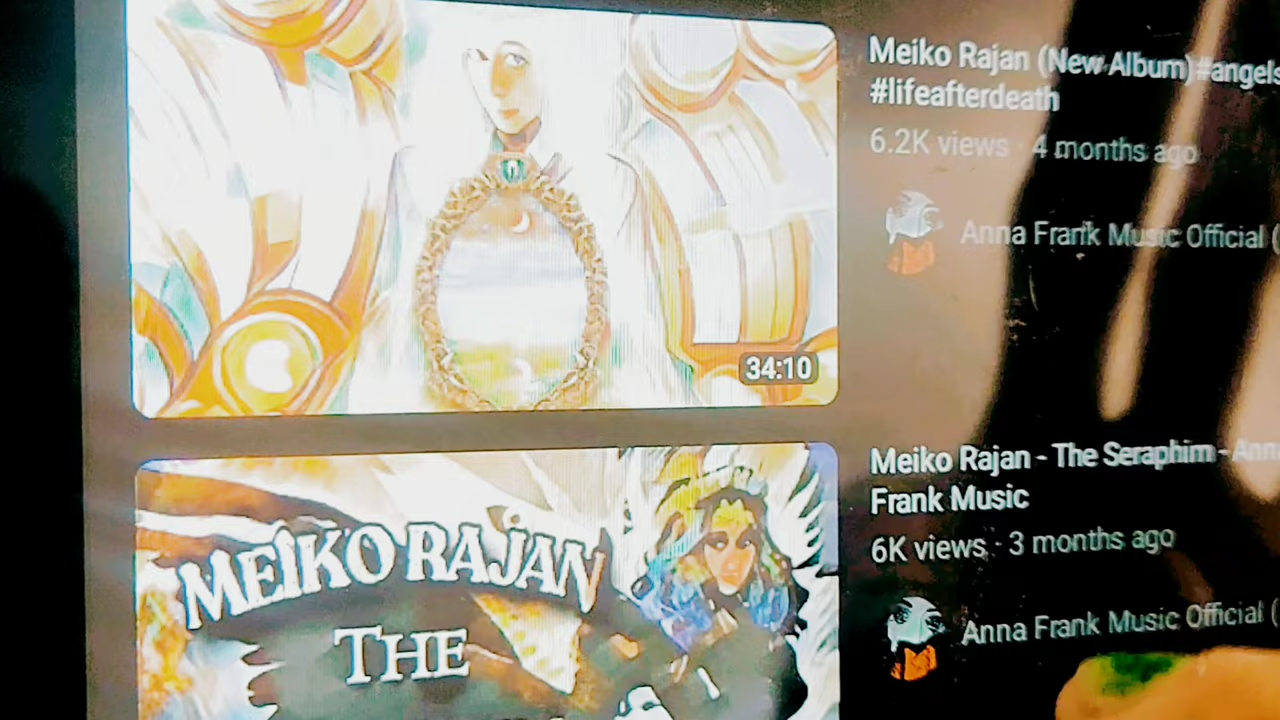 Meiko Rajan (New Album)#angels
#lifeafterdeath
6.2K views · 4 months ago
Anna Frank Music Official (
34:10
Meiko Rajan - The Seraphim - Anna
Frank Music
6K views · 3 months ago
Anna Frank Music Official (
MEIKO RAJAN
THE